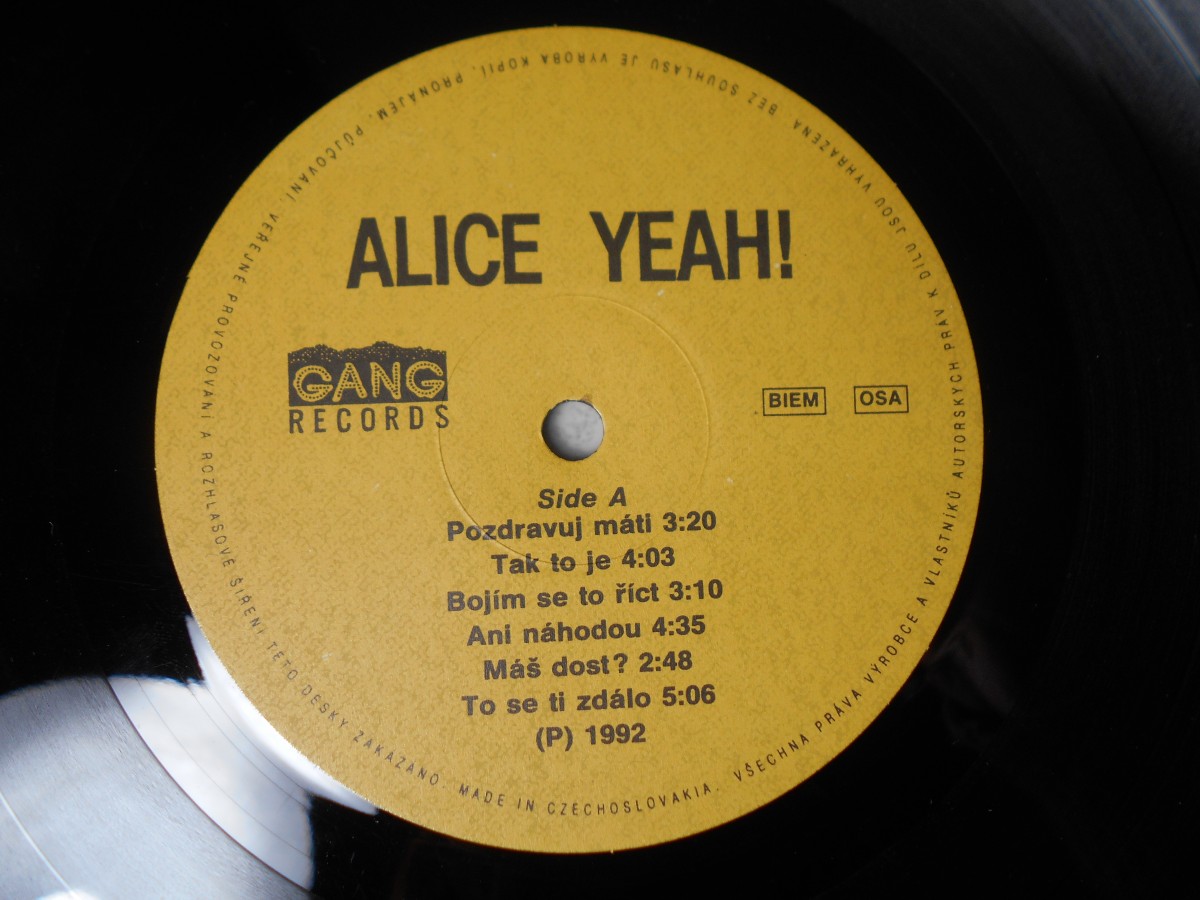 ALICE YEAH!
GANG
RECORDS
BIEM
OSA
Side A
Pozdravuj máti 3:20
Tak to je 4:03
Bojím se to říct 3:10
Ani náhodou 4:35
Máš dost? 2:48
To se ti zdálo 5:06
(P) 1992
VŠECHNA PRÁVA VÝROBCE A VLASTNÍKŮ AUTORSKÝCH PRÁV K DÍLU JSOU VYHRAZENA. BEZ SOUHLASU JE VÝROBA KOPIÍ, PRONÁJEM, PŮJČOVÁNÍ, VEŘEJNÉ PROVOZOVÁNÍ A ROZHLASOVÉ ŠÍŘENÍ TÉTO DESKY ZAKÁZÁNO. MADE IN CZECHOSLOVAKIA.